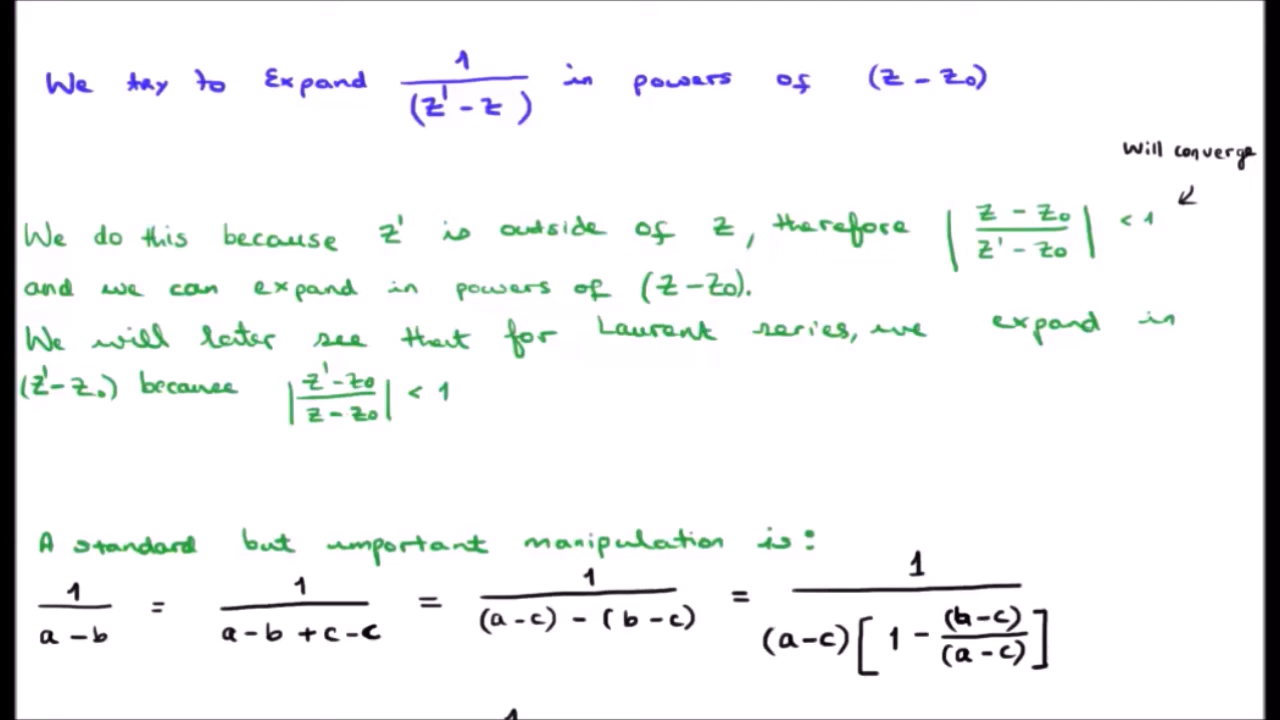 We try to Expand 1/(z' - z) in powers of (z - z₀)
Will converge
We do this because z' is outside of z, therefore |(z - z₀)/(z' - z₀)| < 1 ↙
and we can expand in powers of (z-z₀).
We will later see that for Laurent series, we expand in
(z'-z₀) because |(z'-z₀)/(z-z₀)| < 1
A standard but important manipulation is:
1/(a-b) = 1/(a-b+c-c) = 1/((a-c) - (b-c)) = 1/((a-c)[1 - (b-c)/(a-c)])